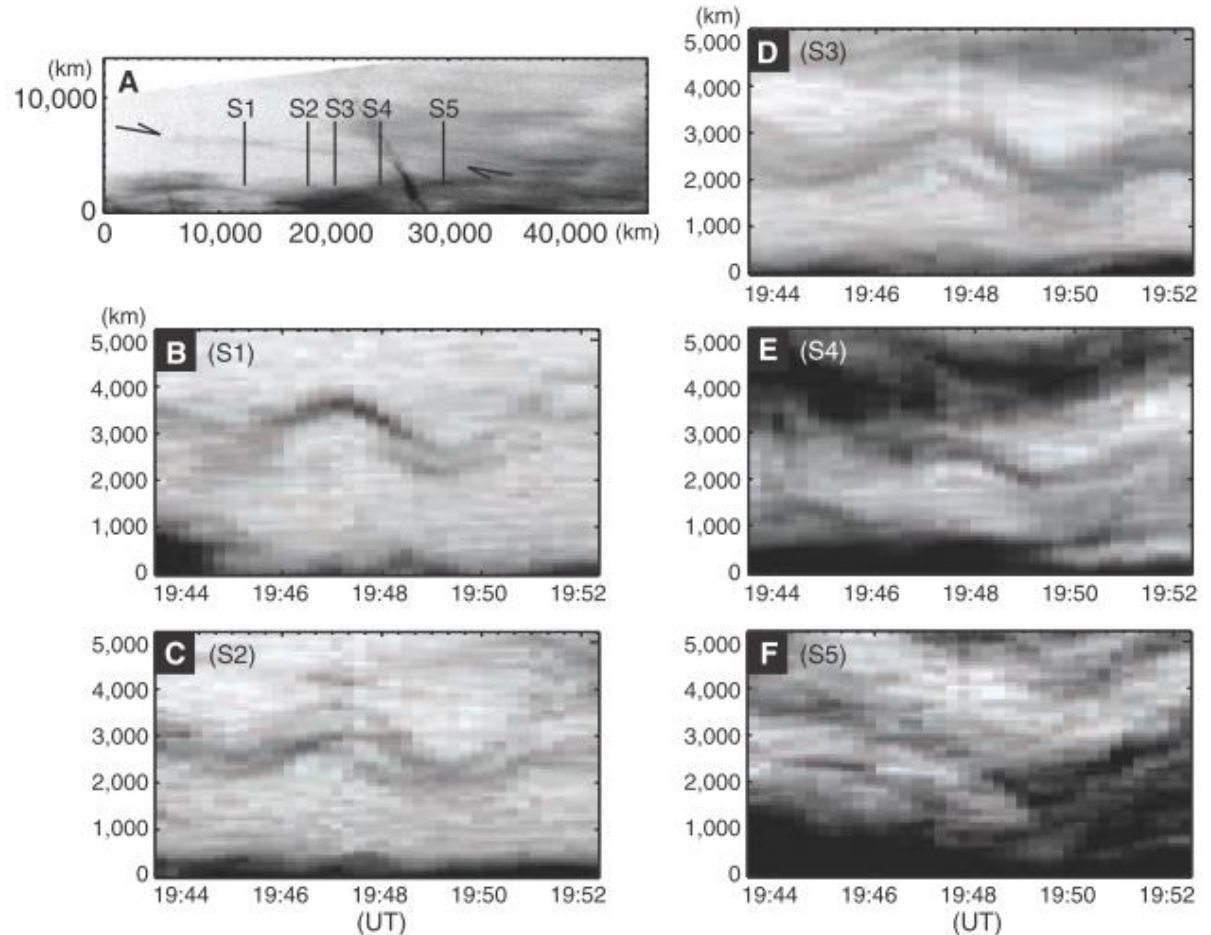 (km)
10,000
0
A
S1 S2 S3 S4 S5
0 10,000 20,000 30,000 40,000 (km)
(km)
5,000
4,000
3,000
2,000
1,000
0
B (S1)
19:44 19:46 19:48 19:50 19:52
5,000
4,000
3,000
2,000
1,000
0
C (S2)
19:44 19:46 19:48 19:50 19:52
(UT)
(km)
5,000
4,000
3,000
2,000
1,000
0
D (S3)
19:44 19:46 19:48 19:50 19:52
5,000
4,000
3,000
2,000
1,000
0
E (S4)
19:44 19:46 19:48 19:50 19:52
5,000
4,000
3,000
2,000
1,000
0
F (S5)
19:44 19:46 19:48 19:50 19:52
(UT)